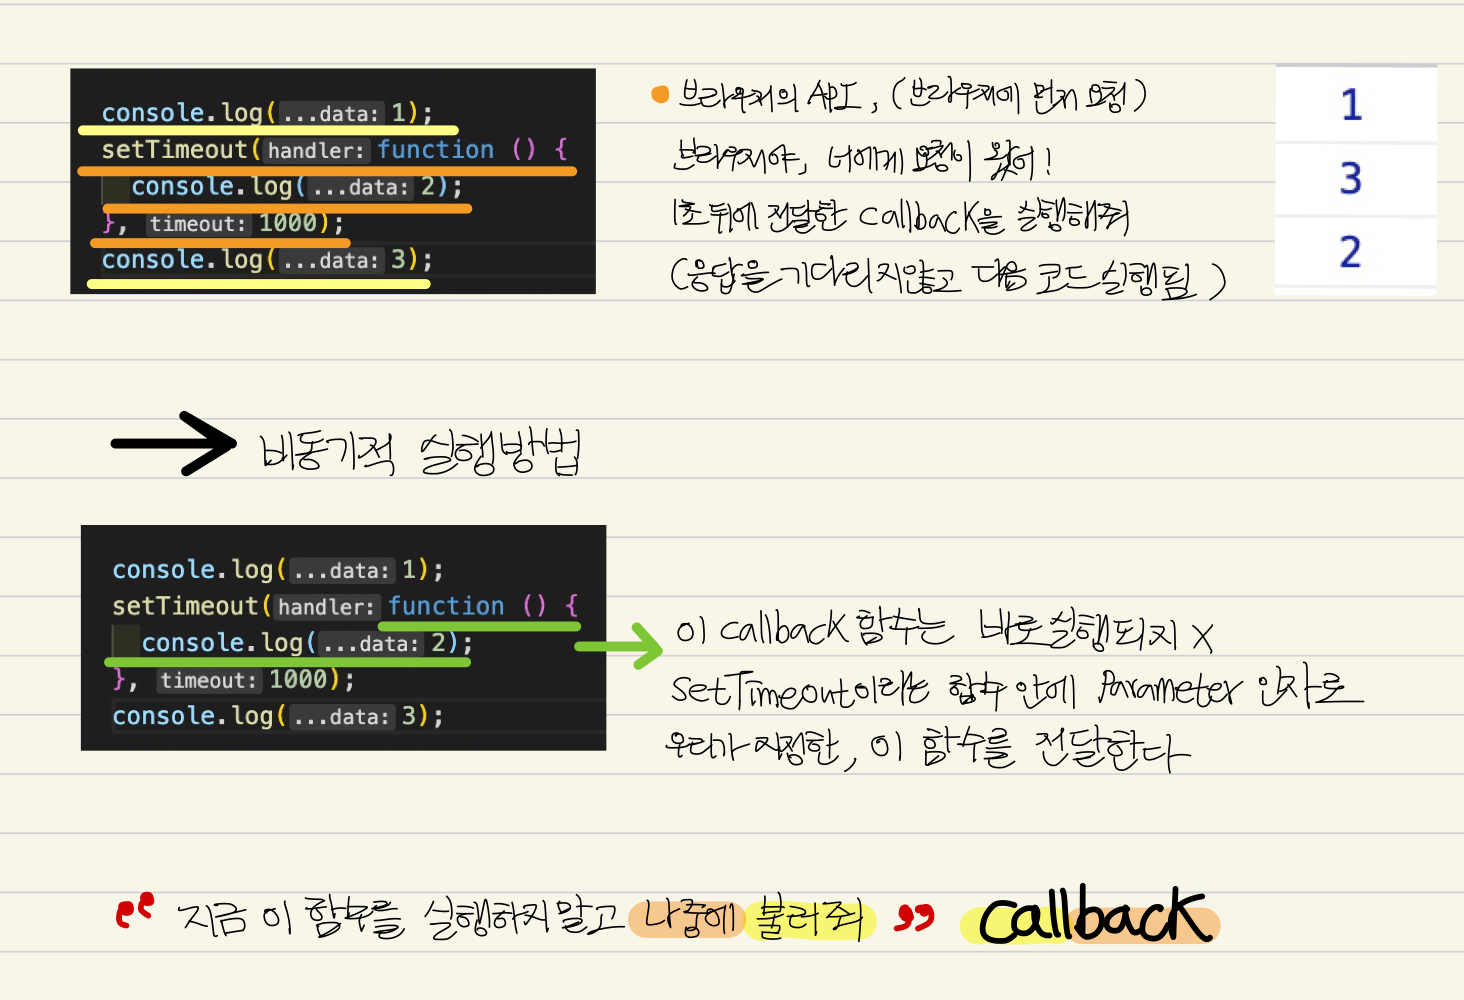 console.log(...data: 1);
setTimeout(handler: function () {
console.log(...data: 2);
}, timeout: 1000);
console.log(...data: 3);
브라우저의 API, (브라우저에 먼저 요청)
브라우저야, 너에게 요청이 왔어!
1초 뒤에 전달한 callback을 실행해줘
(응답을 기다리지않고 다음 코드 실행됨)
1
3
2
비동기적 실행방법
console.log(...data: 1);
setTimeout(handler: function () {
console.log(...data: 2);
}, timeout: 1000);
console.log(...data: 3);
이 callback 함수는 바로 실행되지 X
SetTimeout이라는 함수 안에 Parameter 인자로
우리가 지정한, 이 함수를 전달한다
“ 지금 이 함수를 실행하지말고 나중에 불러줘 ” Callback